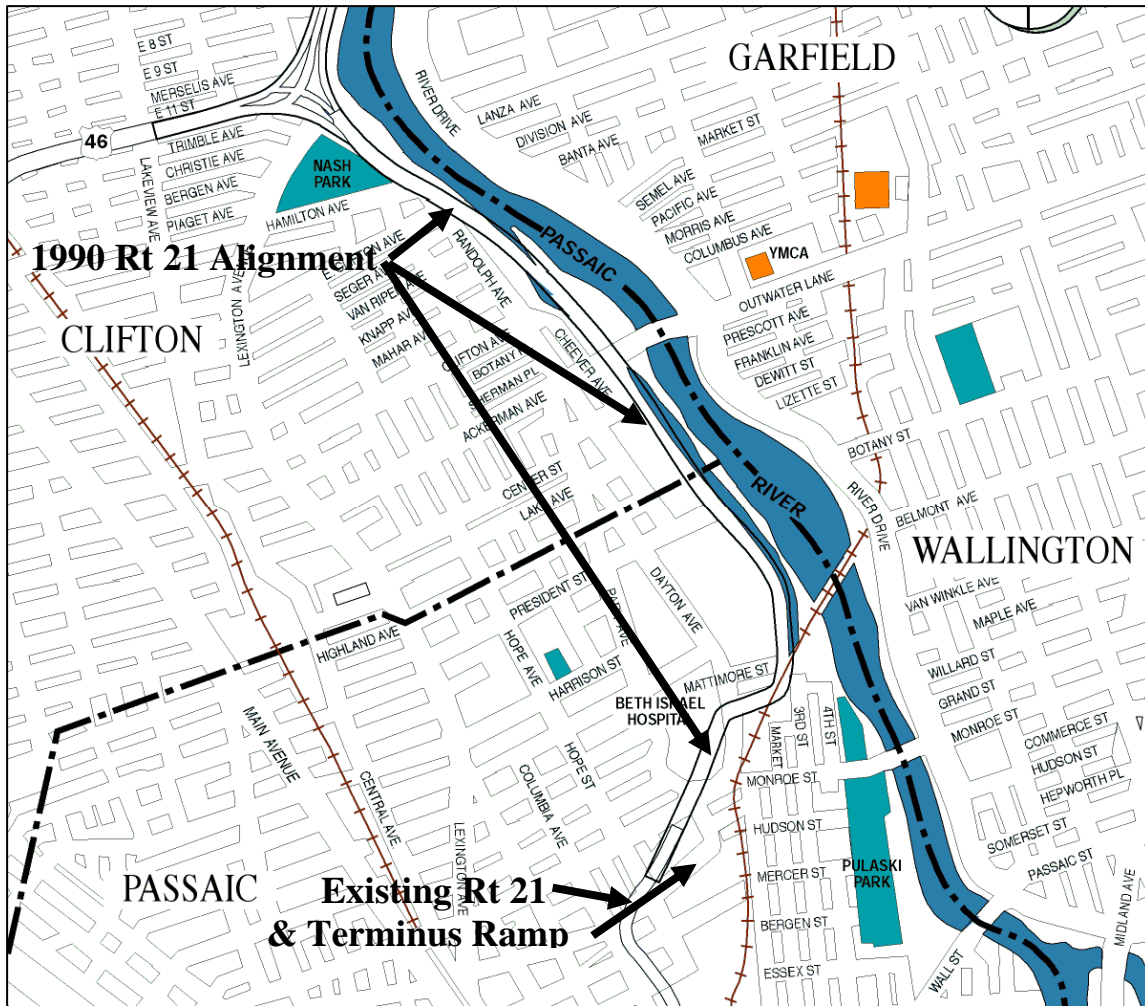 E 8 ST
E 9 ST
MERSELIS AVE
E 11 ST
46
TRIMBLE AVE
CHRISTIE AVE
BERGEN AVE
PIAGET AVE
LAKEVIEW AVE
NASH
PARK
HAMILTON AVE
RIVER DRIVE
LANZA AVE
DIVISION AVE
BANTA AVE
GARFIELD
MARKET ST
SEMEL AVE
PACIFIC AVE
MORRIS AVE
COLUMBUS AVE
YMCA
OUTWATER LANE
PRESCOTT AVE
FRANKLIN AVE
DEWITT ST
LIZETTE ST
1990 Rt 21 Alignment
AVE
SEGER
VAN RIPER AVE
KNAPP AVE
MAHAR AVE
RANDOLPH AVE
LEXINGTON AVE
CLIFTON
CLIFTON AVE
BOTANY
SHERMAN PL
ACKERMAN AVE
CHEEVER AVE
PASSAIC
RIVER
BOTANY ST
RIVER DRIVE
BELMONT AVE
WALLINGTON
CENTER ST
LAKE AVE
VAN WINKLE AVE
MAPLE AVE
WILLARD ST
GRAND ST
MONROE ST
PRESIDENT ST
PARK AVE
DAYTON AVE
HIGHLAND AVE
HOPE AVE
HARRISON ST
MATTIMORE ST
BETH ISRAEL
HOSPITAL
3RD ST
4TH ST
MARKET
MONROE ST
COMMERCE ST
HUDSON ST
HEPWORTH PL
SOMERSET ST
PASSAIC ST
MAIN AVENUE
CENTRAL AVE
LEXINGTON AVE
COLUMBIA AVE
HOPE ST
HUDSON ST
MERCER ST
BERGEN ST
ESSEX ST
PULASKI
PARK
WALL ST
MIDLAND AVE
PASSAIC
Existing Rt 21
& Terminus Ramp